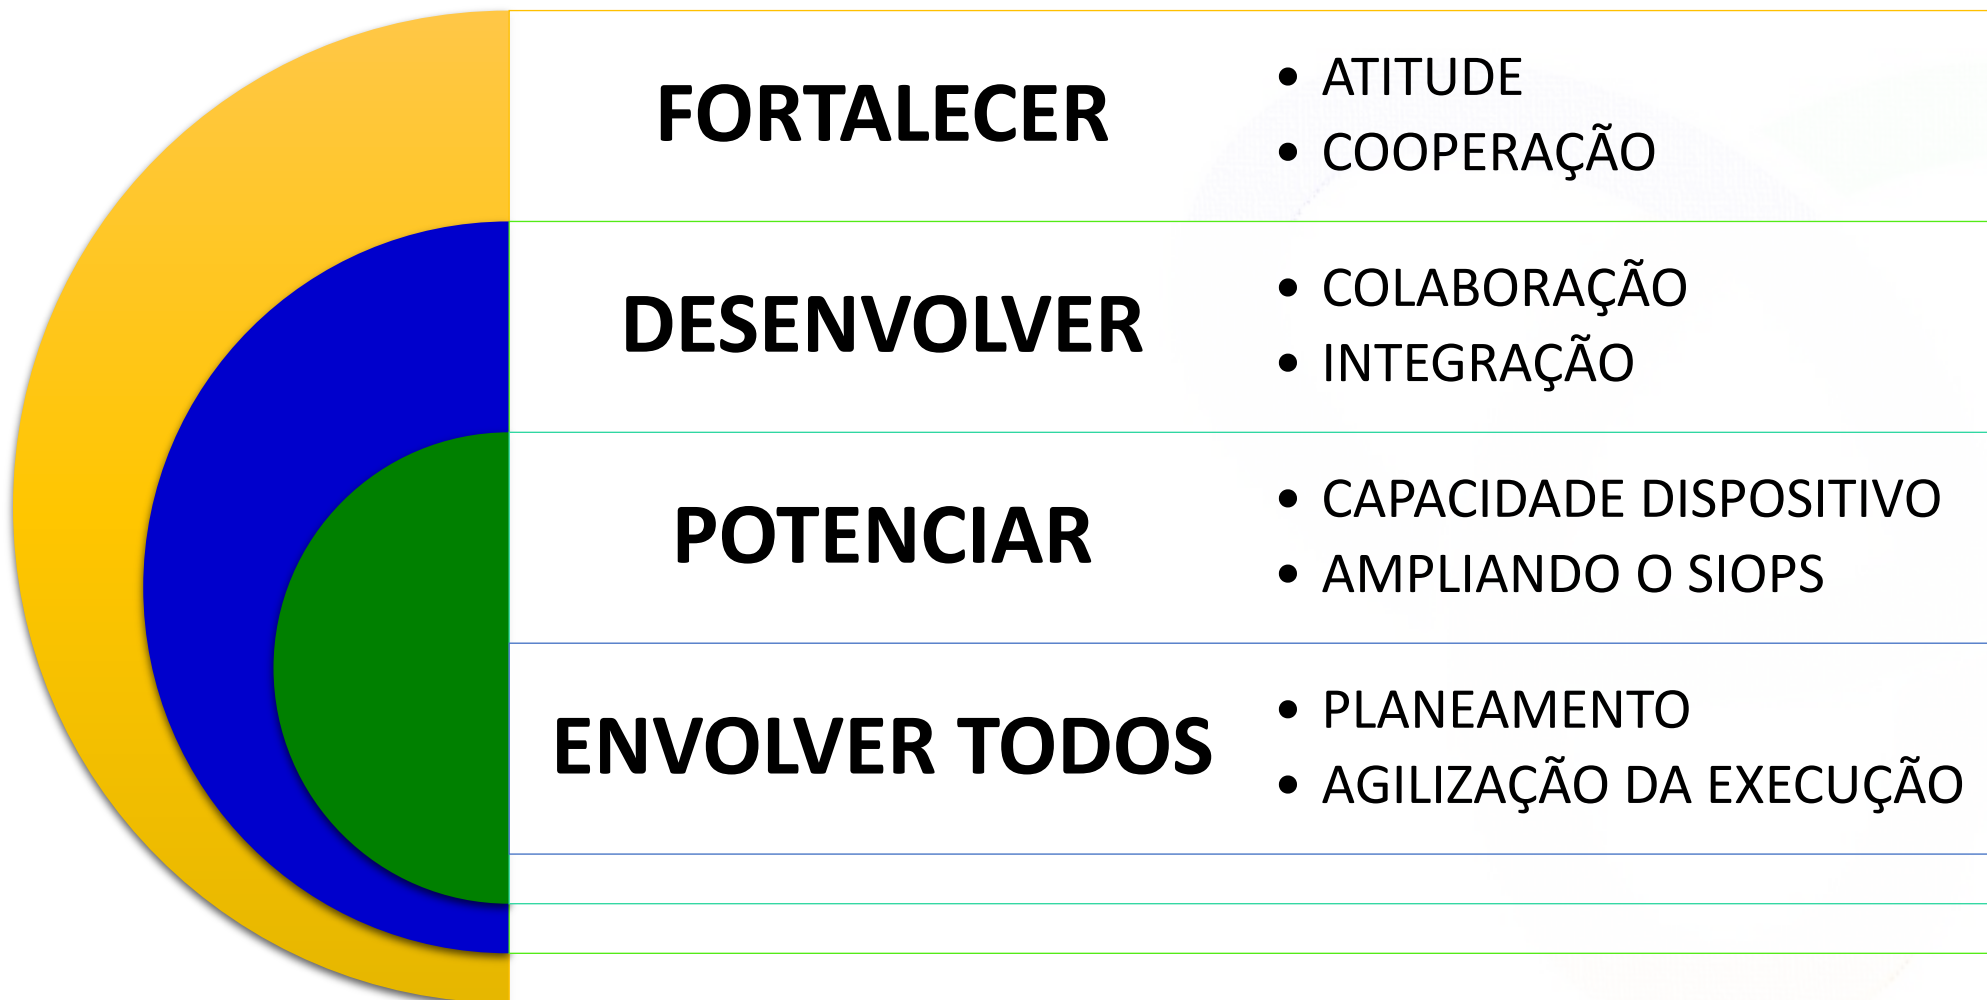 FORTALECER
• ATITUDE
• COOPERAÇÃO
DESENVOLVER
• COLABORAÇÃO
• INTEGRAÇÃO
POTENCIAR
• CAPACIDADE DISPOSITIVO
• AMPLIANDO O SIOPS
ENVOLVER TODOS
• PLANEAMENTO
• AGILIZAÇÃO DA EXECUÇÃO